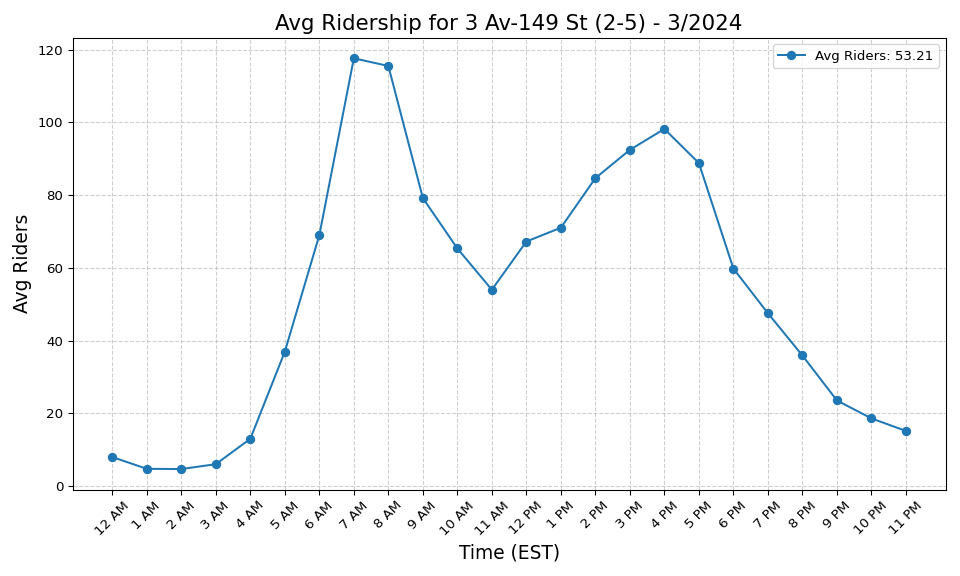 Avg Ridership for 3 Av-149 St (2-5) - 3/2024
Avg Riders: 53.21
Avg Riders
120
100
80
60
40
20
0
12 AM
1 AM
2 AM
3 AM
4 AM
5 AM
6 AM
7 AM
8 AM
9 AM
10 AM
11 AM
12 PM
1 PM
2 PM
3 PM
4 PM
5 PM
6 PM
7 PM
8 PM
9 PM
10 PM
11 PM
Time (EST)